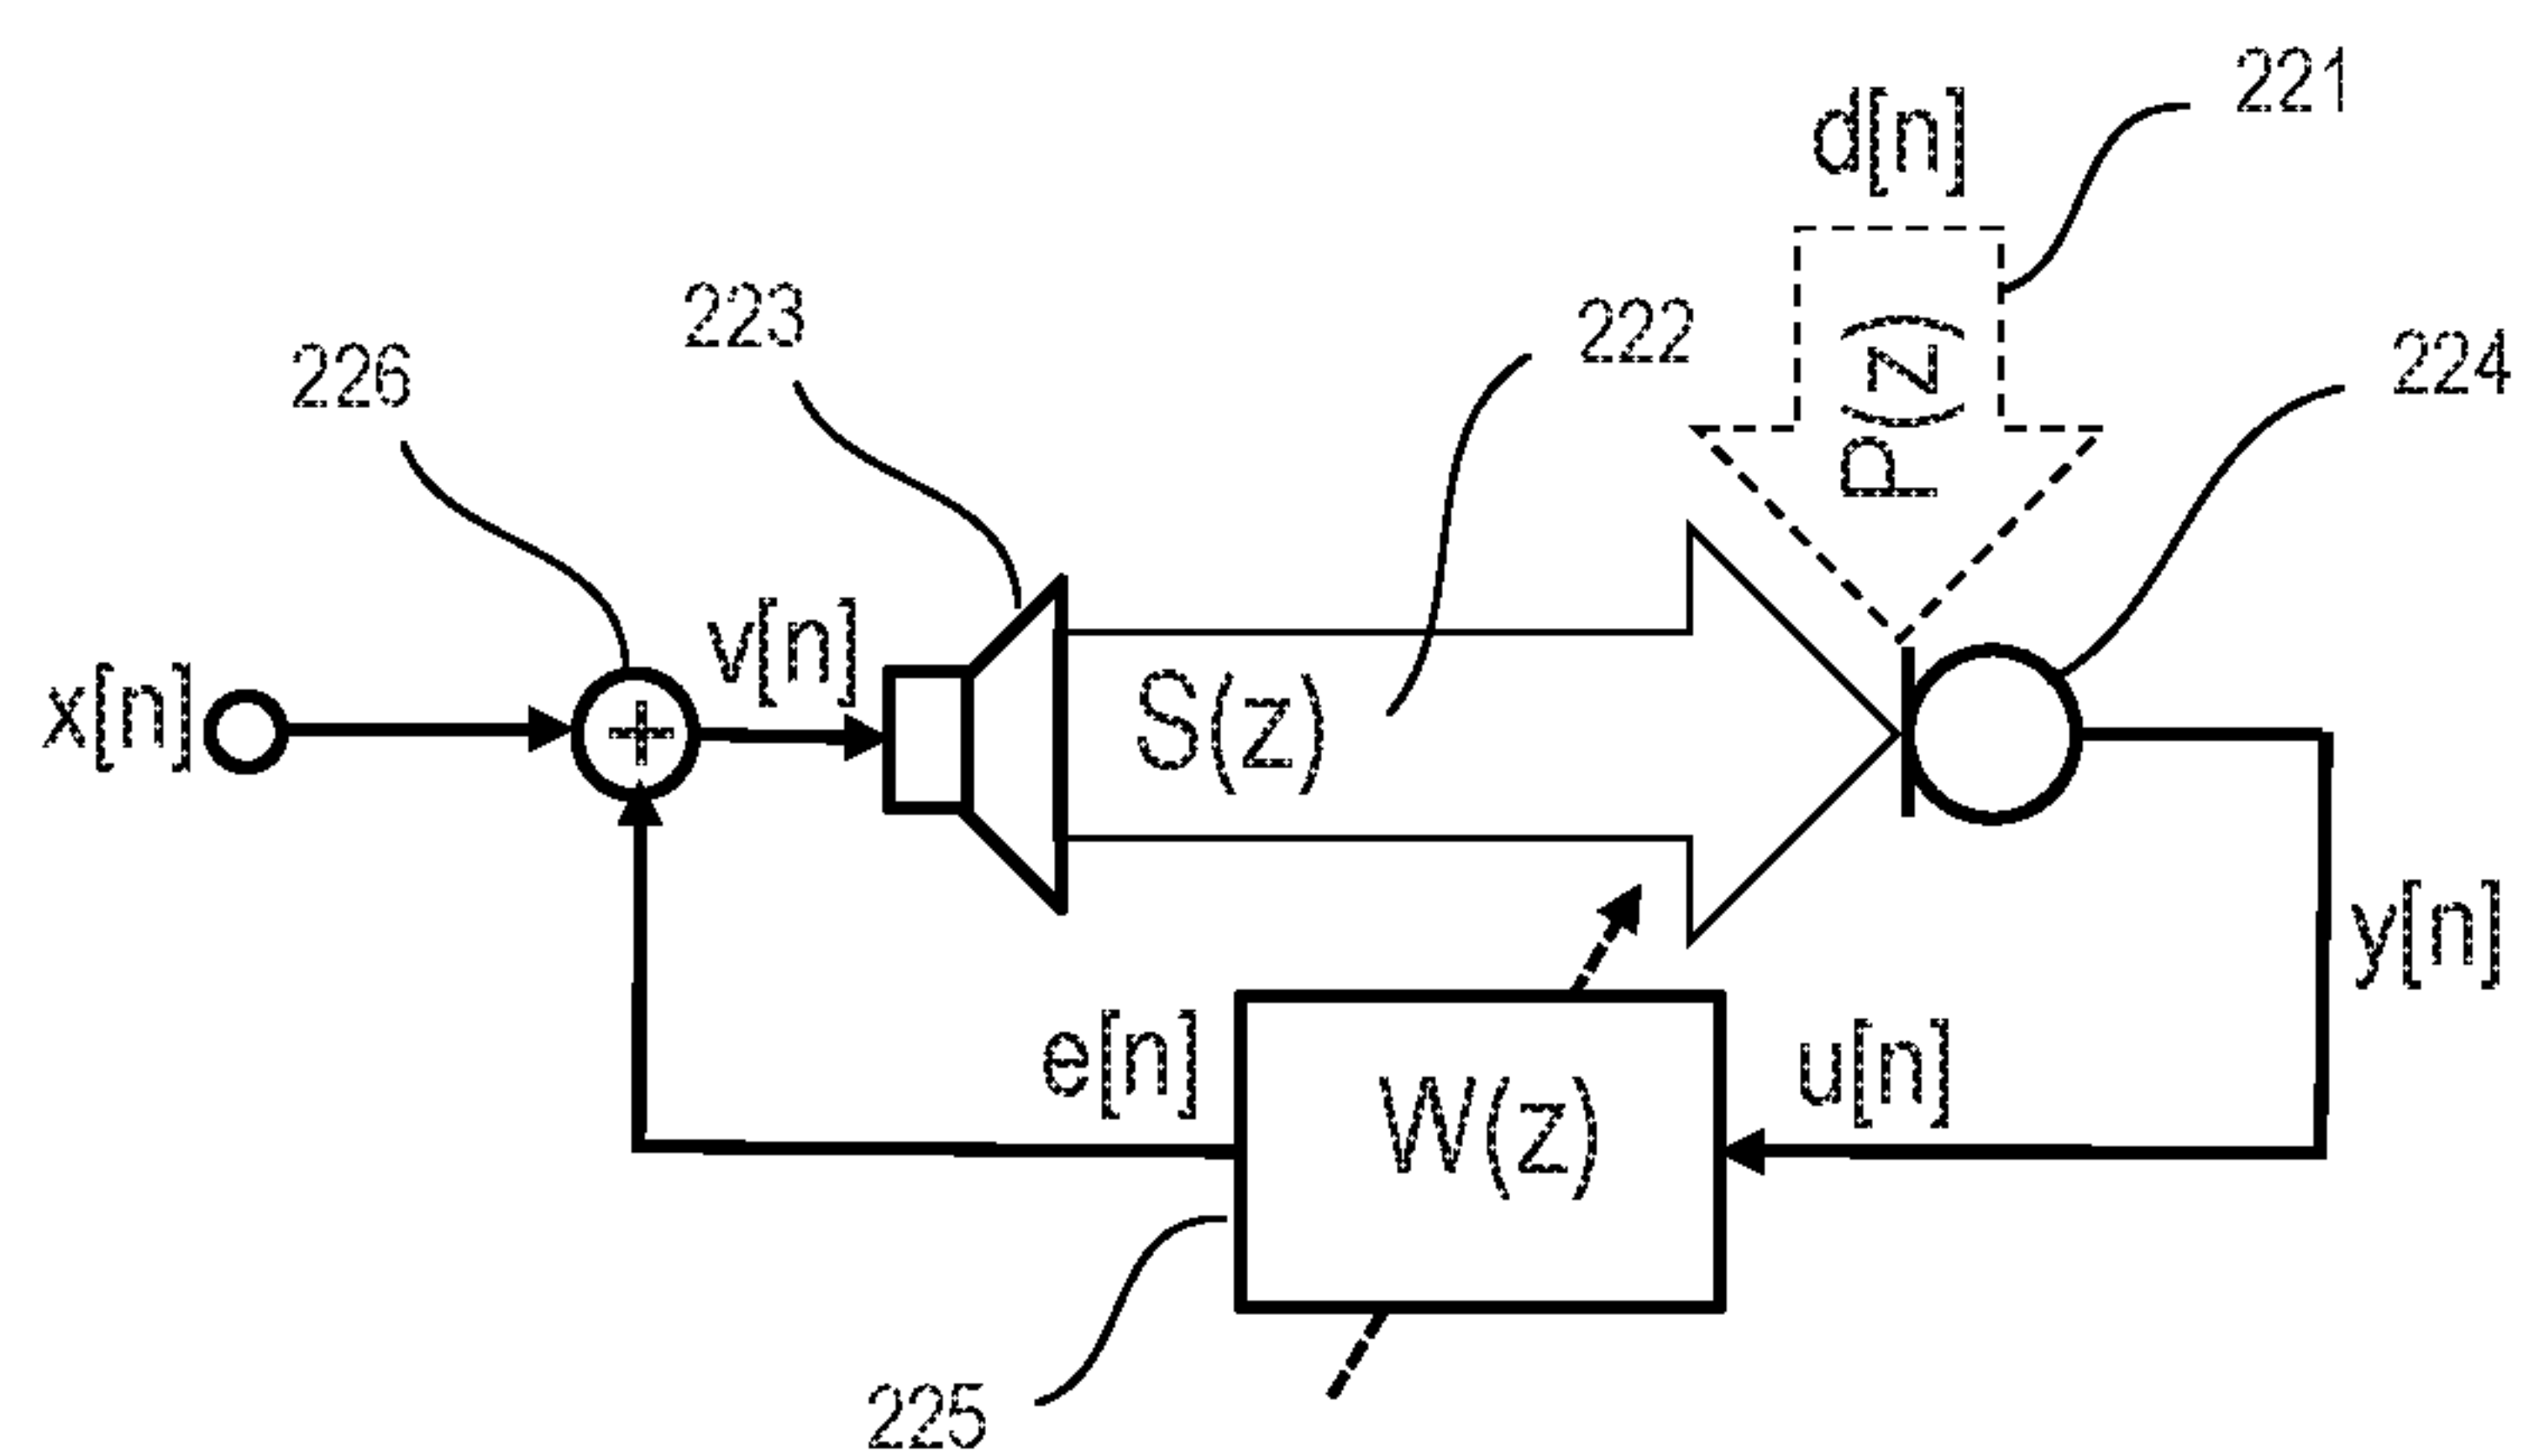 221
d[n]
P(z)
223
222
226
224
v[n]
x[n]
+
S(z)
y[n]
e[n]
W(z)
u[n]
225